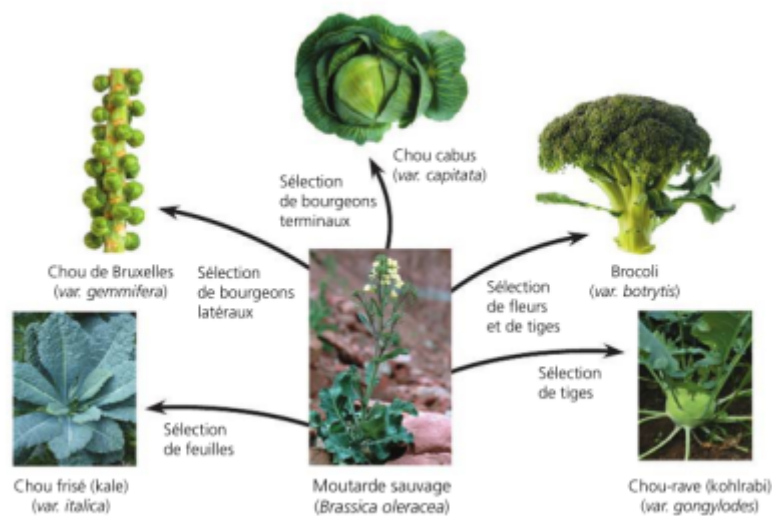 Chou cabus
(var. capitata)
Sélection
de bourgeons
terminaux
Chou de Bruxelles
(var. gemmifera)
Sélection
de bourgeons
latéraux
Sélection
de fleurs
et de tiges
Brocoli
(var. botrytis)
Sélection
de tiges
Sélection
de feuilles
Chou frisé (kale)
(var. italica)
Moutarde sauvage
(Brassica oleracea)
Chou-rave (kohlrabi)
(var. gongylodes)